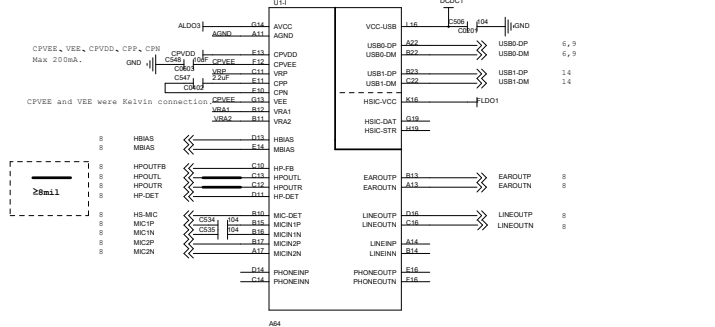 U1-I
DCDC1
ALDO3 G14 AVCC VCC-USB L16 C506 104 GND
AGND A11 AGND C0201
USB0-DP A22 USB0-DP 6,9
CPVEE、VEE、CPVDD、CPP、CPN USB0-DM B22 USB0-DM 6,9
Max 200mA. CPVDD E13 CPVDD
GND C548 10uF CPVEE F12 CPVEE
C0603 VRP C11 VRP USB1-DP B23 USB1-DP 14
C547 2.2uF E11 CPP USB1-DM C22 USB1-DM 14
C0402 E10 CPN
CPVEE and VEE were Kelvin connection. CPVEE G13 VEE HSIC-VCC K16 FLDO1
VRA1 B12 VRA1
VRA2 B11 VRA2 HSIC-DAT G19
HSIC-STR H19
8 HBIAS D13 HBIAS
8 MBIAS E14 MBIAS
8 HPOUTFB C10 HP-FB
8 HPOUTL C13 HPOUTL EAROUTP B13 EAROUTP 8
8 HPOUTR C12 HPOUTR EAROUTN A13 EAROUTN 8
≥8mil
8 HP-DET D11 HP-DET
8 HS-MIC B10 MIC-DET LINEOUTP D16 LINEOUTP 8
8 MIC1P C534 104 B15 MICIN1P LINEOUTN C16 LINEOUTN 8
8 MIC1N C535 104 B16 MICIN1N
8 MIC2P B17 MICIN2P LINEINP A14
8 MIC2N A17 MICIN2N LINEINN B14
D14 PHONEINP PHONEOUTP E16
C14 PHONEINN PHONEOUTN F16
A64